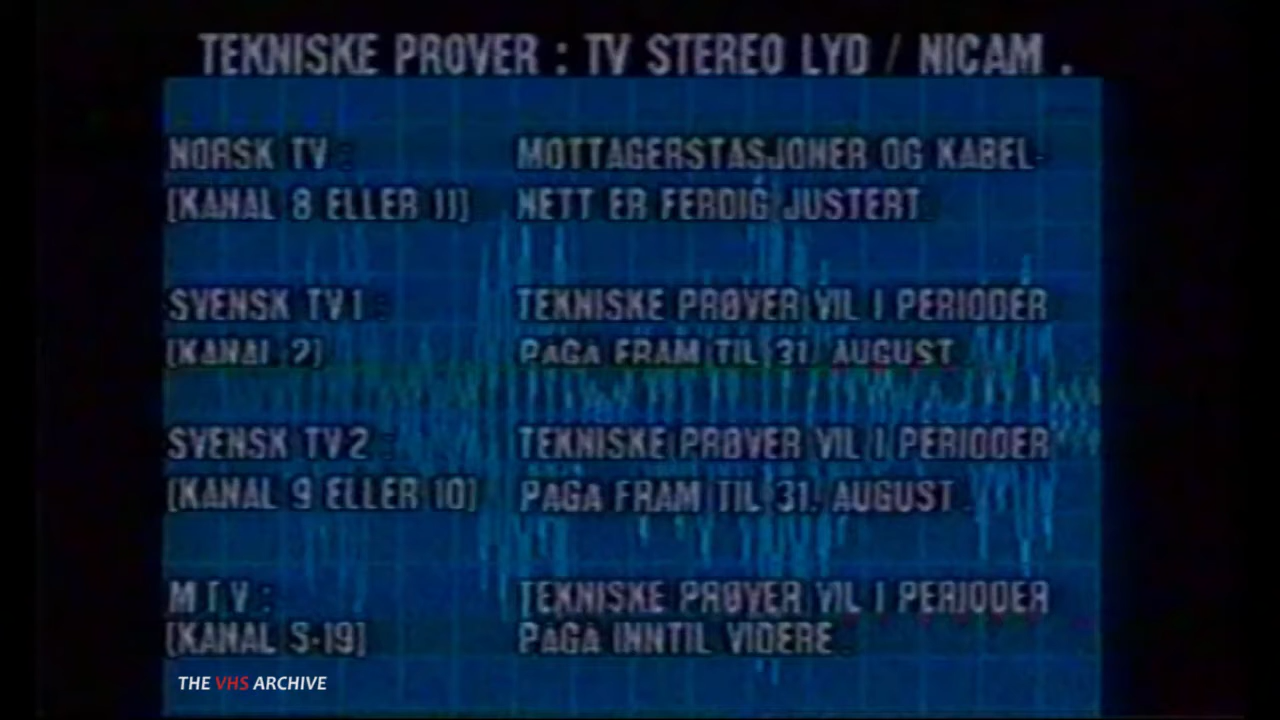 TEKNISKE PRØVER : TV STEREO LYD / NICAM .
NORSK TV : MOTTAGERSTASJONER OG KABEL-
(KANAL 8 ELLER 11) NETT ER FERDIG JUSTERT.
SVENSK TV1 : TEKNISKE PRØVER VIL I PERIODER
(KANAL 2) PÅGÅ FRAM TIL 31. AUGUST .
SVENSK TV2 : TEKNISKE PRØVER VIL I PERIODER
(KANAL 9 ELLER 10) PÅGÅ FRAM TIL 31. AUGUST .
MTV : TEKNISKE PRØVER VIL I PERIODER
(KANAL S-19) PÅGÅ INNTIL VIDERE .
THE VHS ARCHIVE